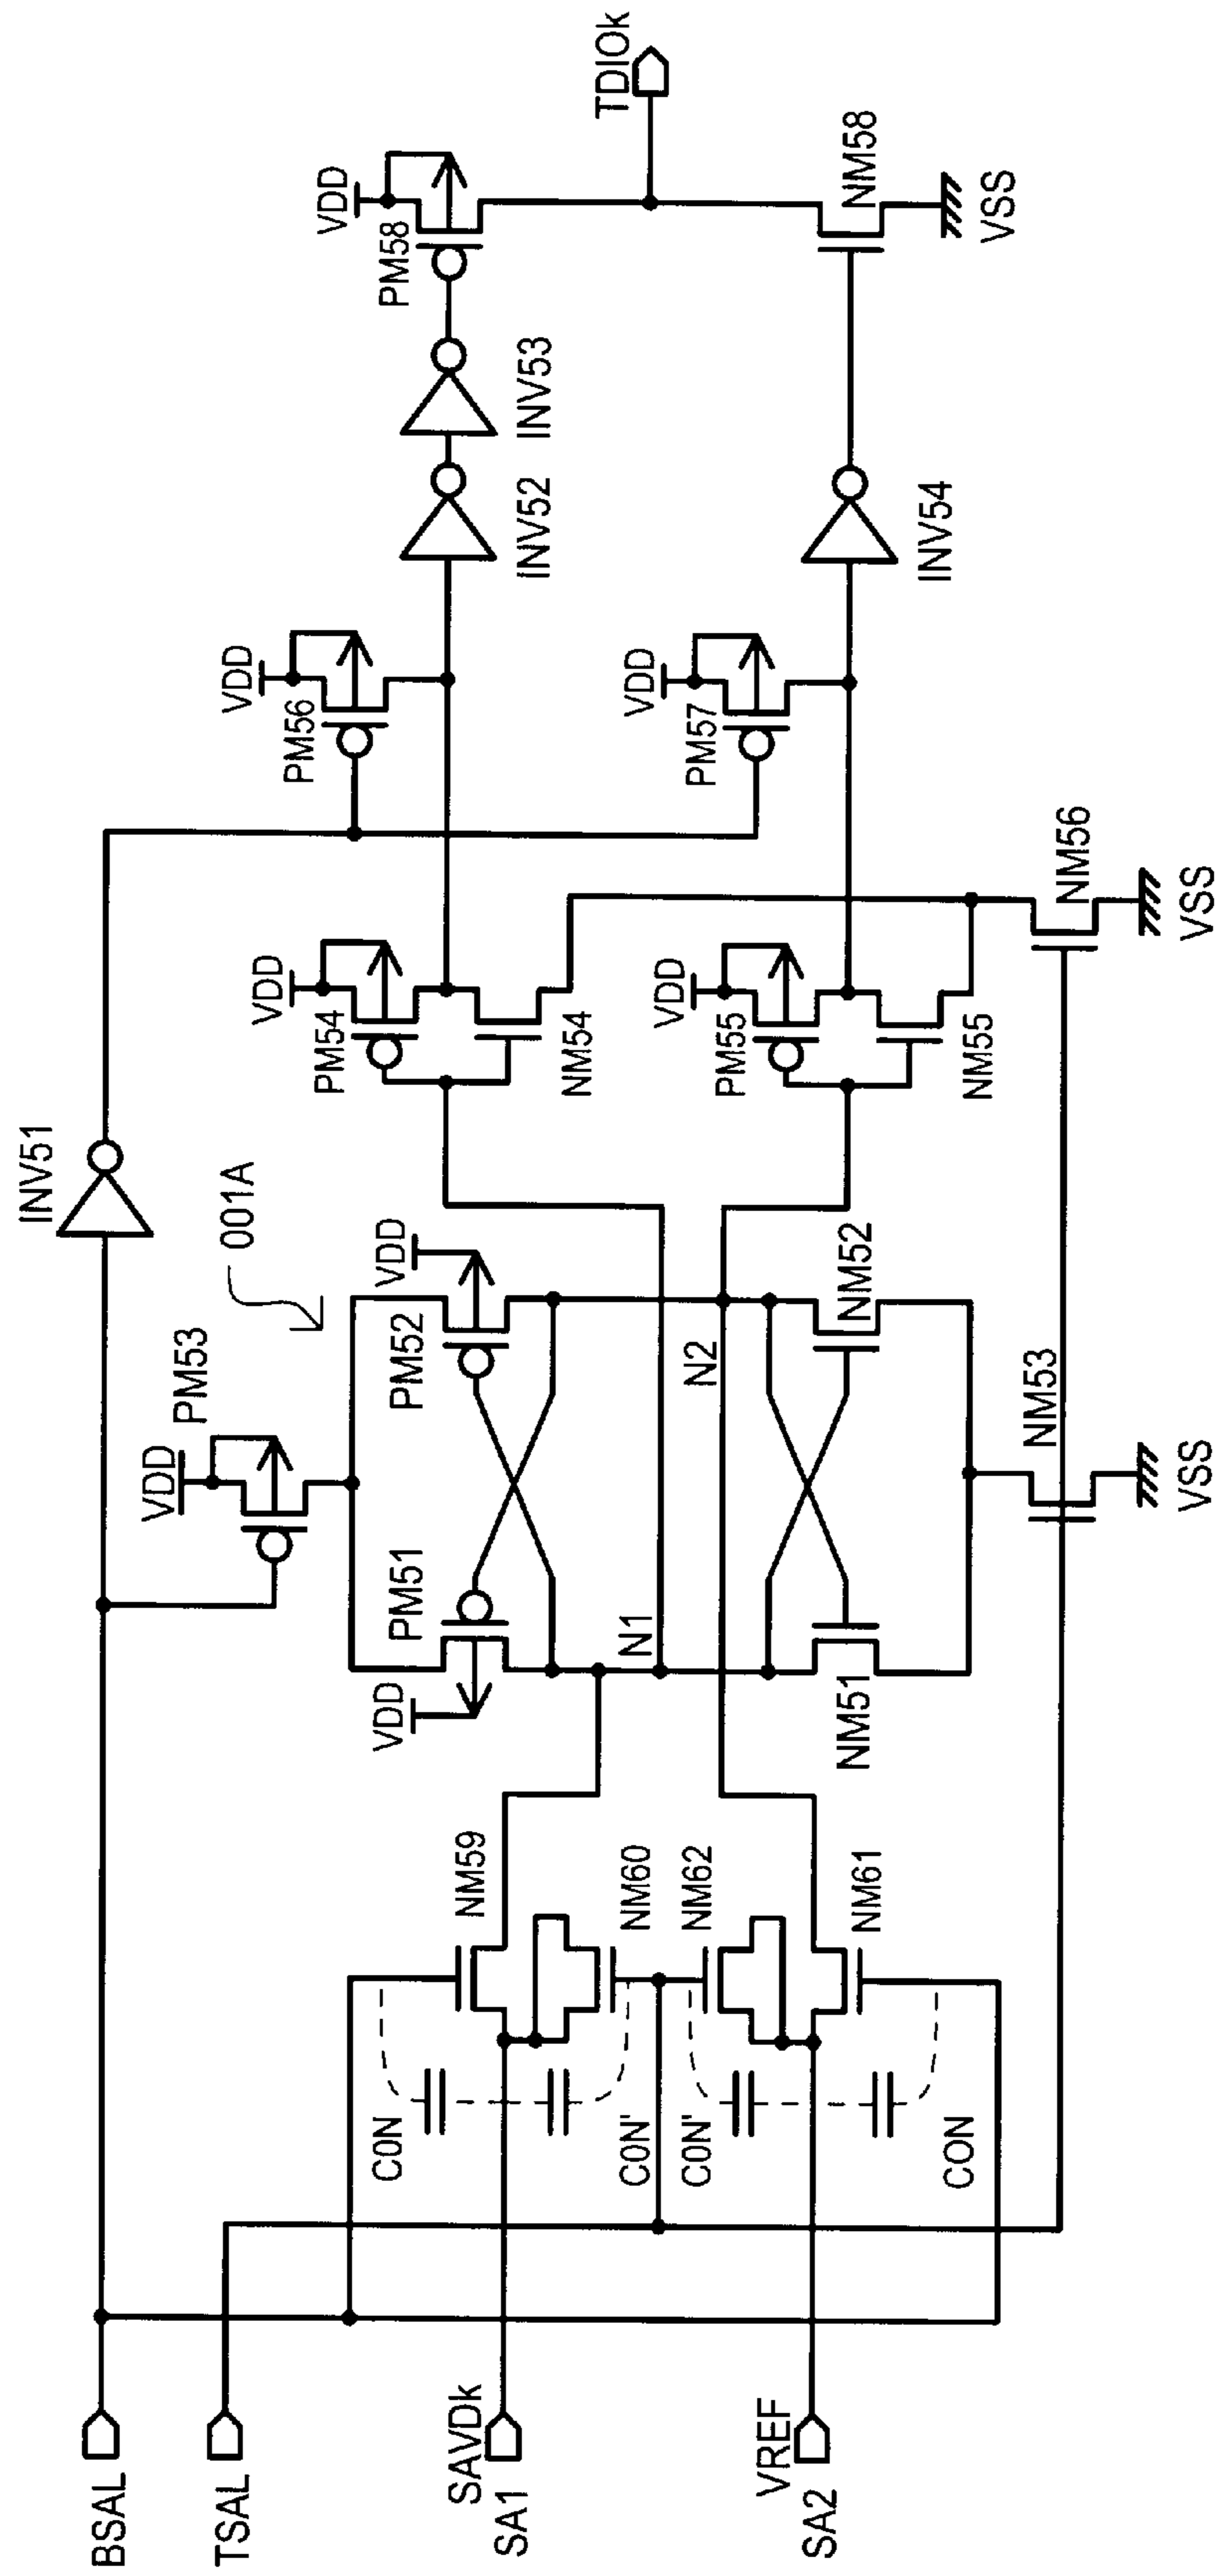 BSAL
TSAL
SAVDk
SA1
VREF
SA2
INV51
001A
PM53
VDD
PM51
VDD
PM52
VDD
N1
N2
NM51
NM52
NM53
VSS
NM59
NM60
NM62
NM61
C0N
C0N'
C0N'
CON
VDD
PM54
NM54
VDD
PM55
NM55
NM56
VSS
VDD
PM56
VDD
PM57
INV52
INV53
INV54
VDD
PM58
TDIOk
NM58
VSS